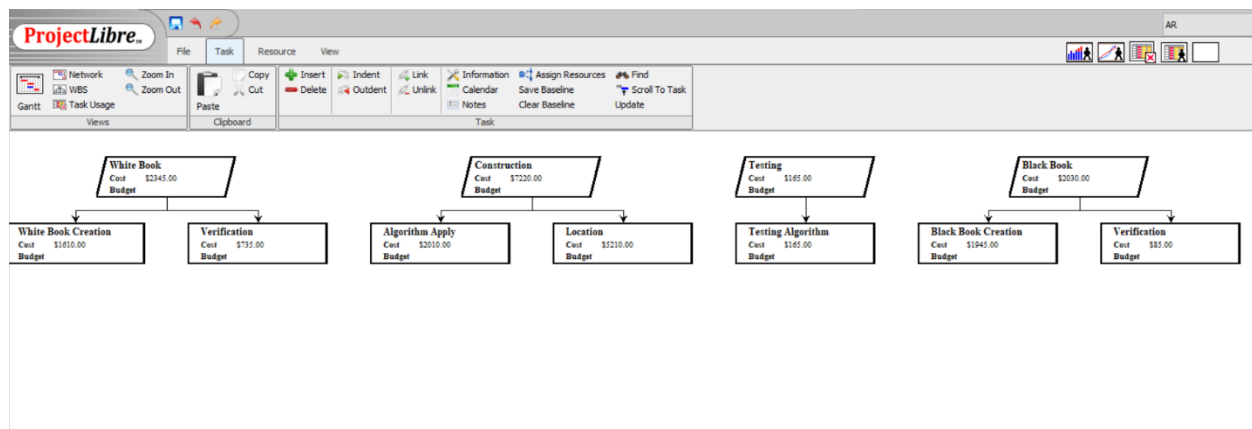 ProjectLibre™
AR
File Task Resource View
Network Zoom In Copy Insert Indent Link Information Assign Resources Find
WBS Zoom Out Cut Delete Outdent Unlink Calendar Save Baseline Scroll To Task
Gantt Task Usage Paste Notes Clear Baseline Update
Views Clipboard Task
White Book
Cost $2345.00
Budget
Construction
Cost $7220.00
Budget
Testing
Cost $165.00
Budget
Black Book
Cost $2030.00
Budget
White Book Creation
Cost $1610.00
Budget
Verification
Cost $735.00
Budget
Algorithm Apply
Cost $2010.00
Budget
Location
Cost $5210.00
Budget
Testing Algorithm
Cost $165.00
Budget
Black Book Creation
Cost $1945.00
Budget
Verification
Cost $85.00
Budget